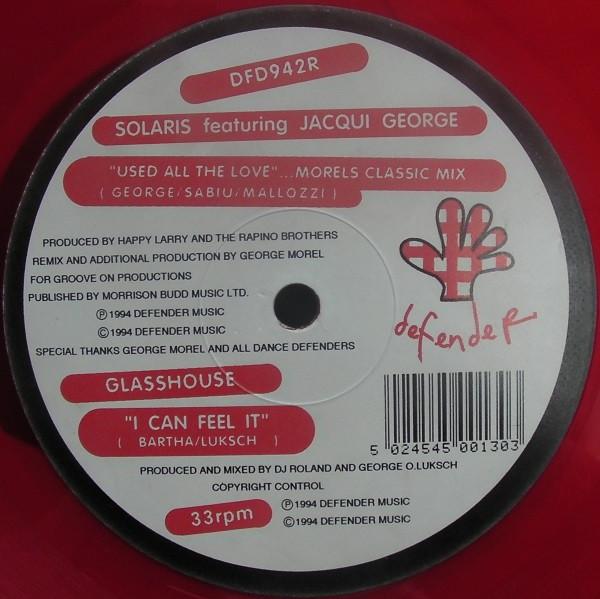 DFD942R
SOLARIS featuring JACQUI GEORGE
"USED ALL THE LOVE"...MORELS CLASSIC MIX
( GEORGE/SABIU/MALLOZZI )
PRODUCED BY HAPPY LARRY AND THE RAPINO BROTHERS
REMIX AND ADDITIONAL PRODUCTION BY GEORGE MOREL
FOR GROOVE ON PRODUCTIONS
PUBLISHED BY MORRISON BUDD MUSIC LTD.
Ⓟ1994 DEFENDER MUSIC
©1994 DEFENDER MUSIC
SPECIAL THANKS GEORGE MOREL AND ALL DANCE DEFENDERS
defender
GLASSHOUSE
"I CAN FEEL IT"
( BARTHA/LUKSCH )
5 024545 001303
PRODUCED AND MIXED BY DJ ROLAND AND GEORGE O.LUKSCH
COPYRIGHT CONTROL
33rpm
Ⓟ1994 DEFENDER MUSIC
©1994 DEFENDER MUSIC